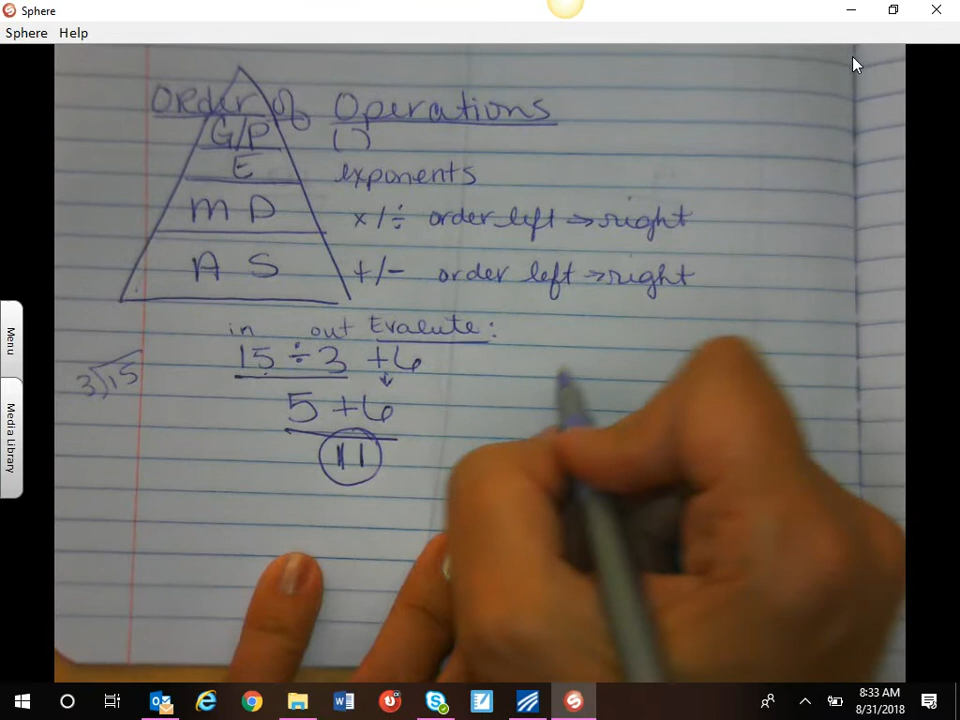 Sphere
Sphere Help
Order of Operations
G/P ( )
E exponents
M D x/÷ order left → right
A S +/- order left → right
in out Evalute:
15 ÷ 3 + 6
3)15
5 + 6
11
Menu
Media Library
8:33 AM
8/31/2018